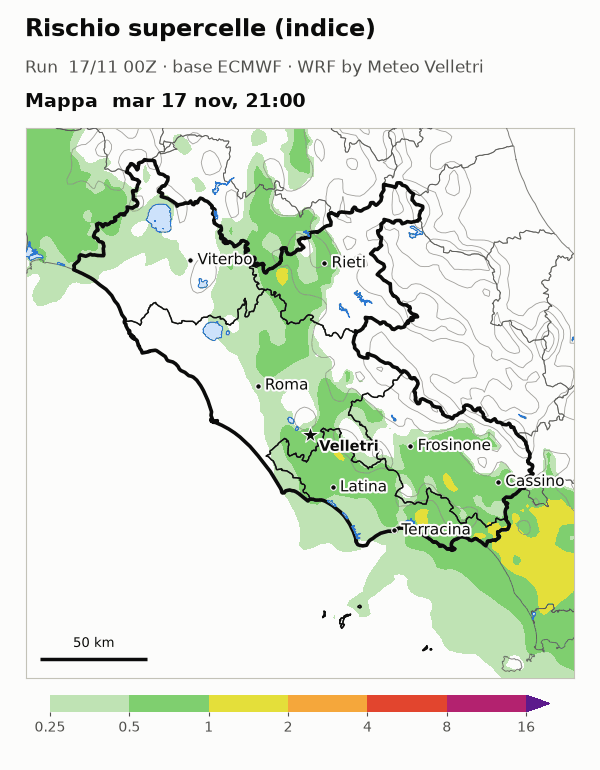 Rischio supercelle (indice)
Run  17/11 00Z · base ECMWF · WRF by Meteo Velletri
Mappa  mar 17 nov, 21:00
Viterbo
Rieti
Roma
Velletri
Frosinone
Latina
Cassino
Terracina
50 km
0.25 0.5 1 2 4 8 16